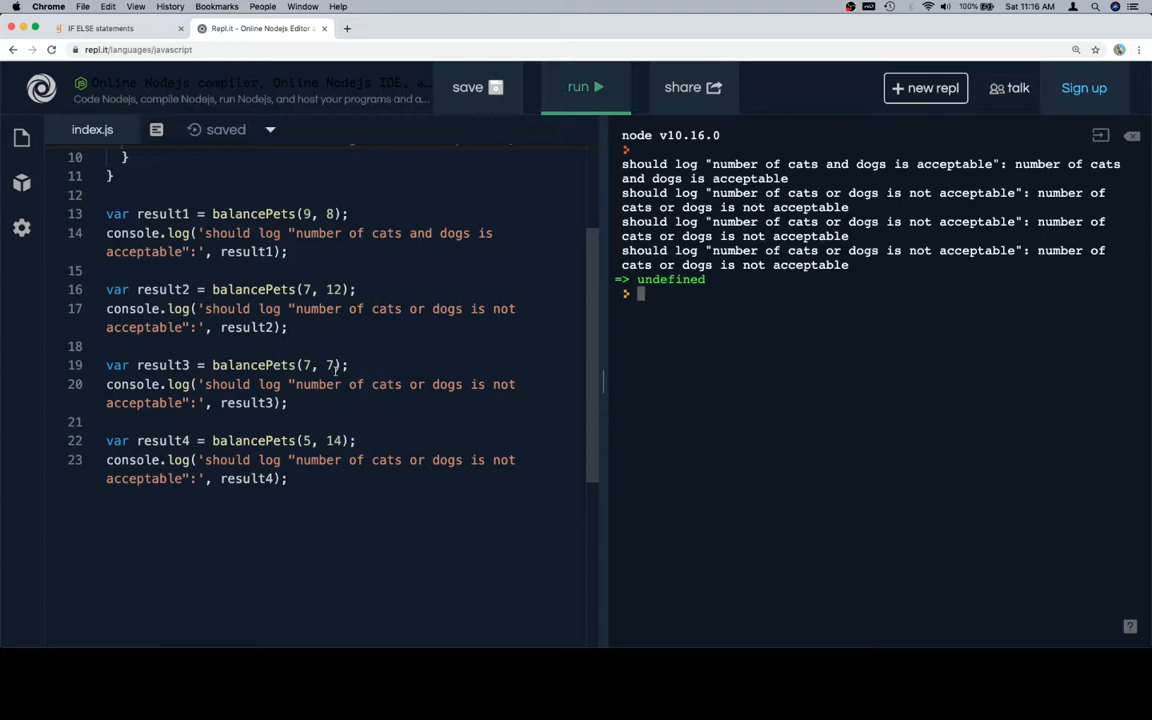 Chrome File Edit View History Bookmarks People Window Help 100% Sat 11:16 AM
IF ELSE statements × Repl.it - Online Nodejs Editor × +
repl.it/languages/javascript
Online Nodejs compiler, Online Nodejs IDE, a...
Code Nodejs, compile Nodejs, run Nodejs, and host your programs and a...
save run share + new repl talk Sign up
index.js saved
10 }
11 }
12
13 var result1 = balancePets(9, 8);
14 console.log('should log "number of cats and dogs is
acceptable":', result1);
15
16 var result2 = balancePets(7, 12);
17 console.log('should log "number of cats or dogs is not
acceptable":', result2);
18
19 var result3 = balancePets(7, 7);
20 console.log('should log "number of cats or dogs is not
acceptable":', result3);
21
22 var result4 = balancePets(5, 14);
23 console.log('should log "number of cats or dogs is not
acceptable":', result4);
node v10.16.0
should log "number of cats and dogs is acceptable": number of cats
and dogs is acceptable
should log "number of cats or dogs is not acceptable": number of
cats or dogs is not acceptable
should log "number of cats or dogs is not acceptable": number of
cats or dogs is not acceptable
should log "number of cats or dogs is not acceptable": number of
cats or dogs is not acceptable
=> undefined
?